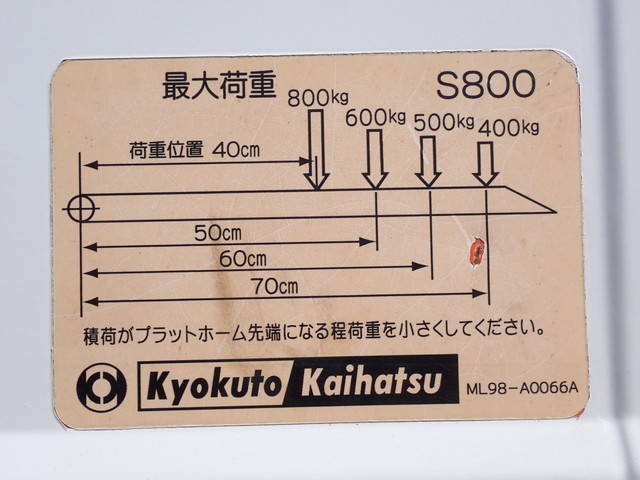 最大荷重 S800
800kg
600kg
500kg
400kg
荷重位置 40cm
50cm
60cm
70cm
積荷がプラットホーム先端になる程荷重を小さくしてください。
Kyokuto Kaihatsu ML98-A0066A